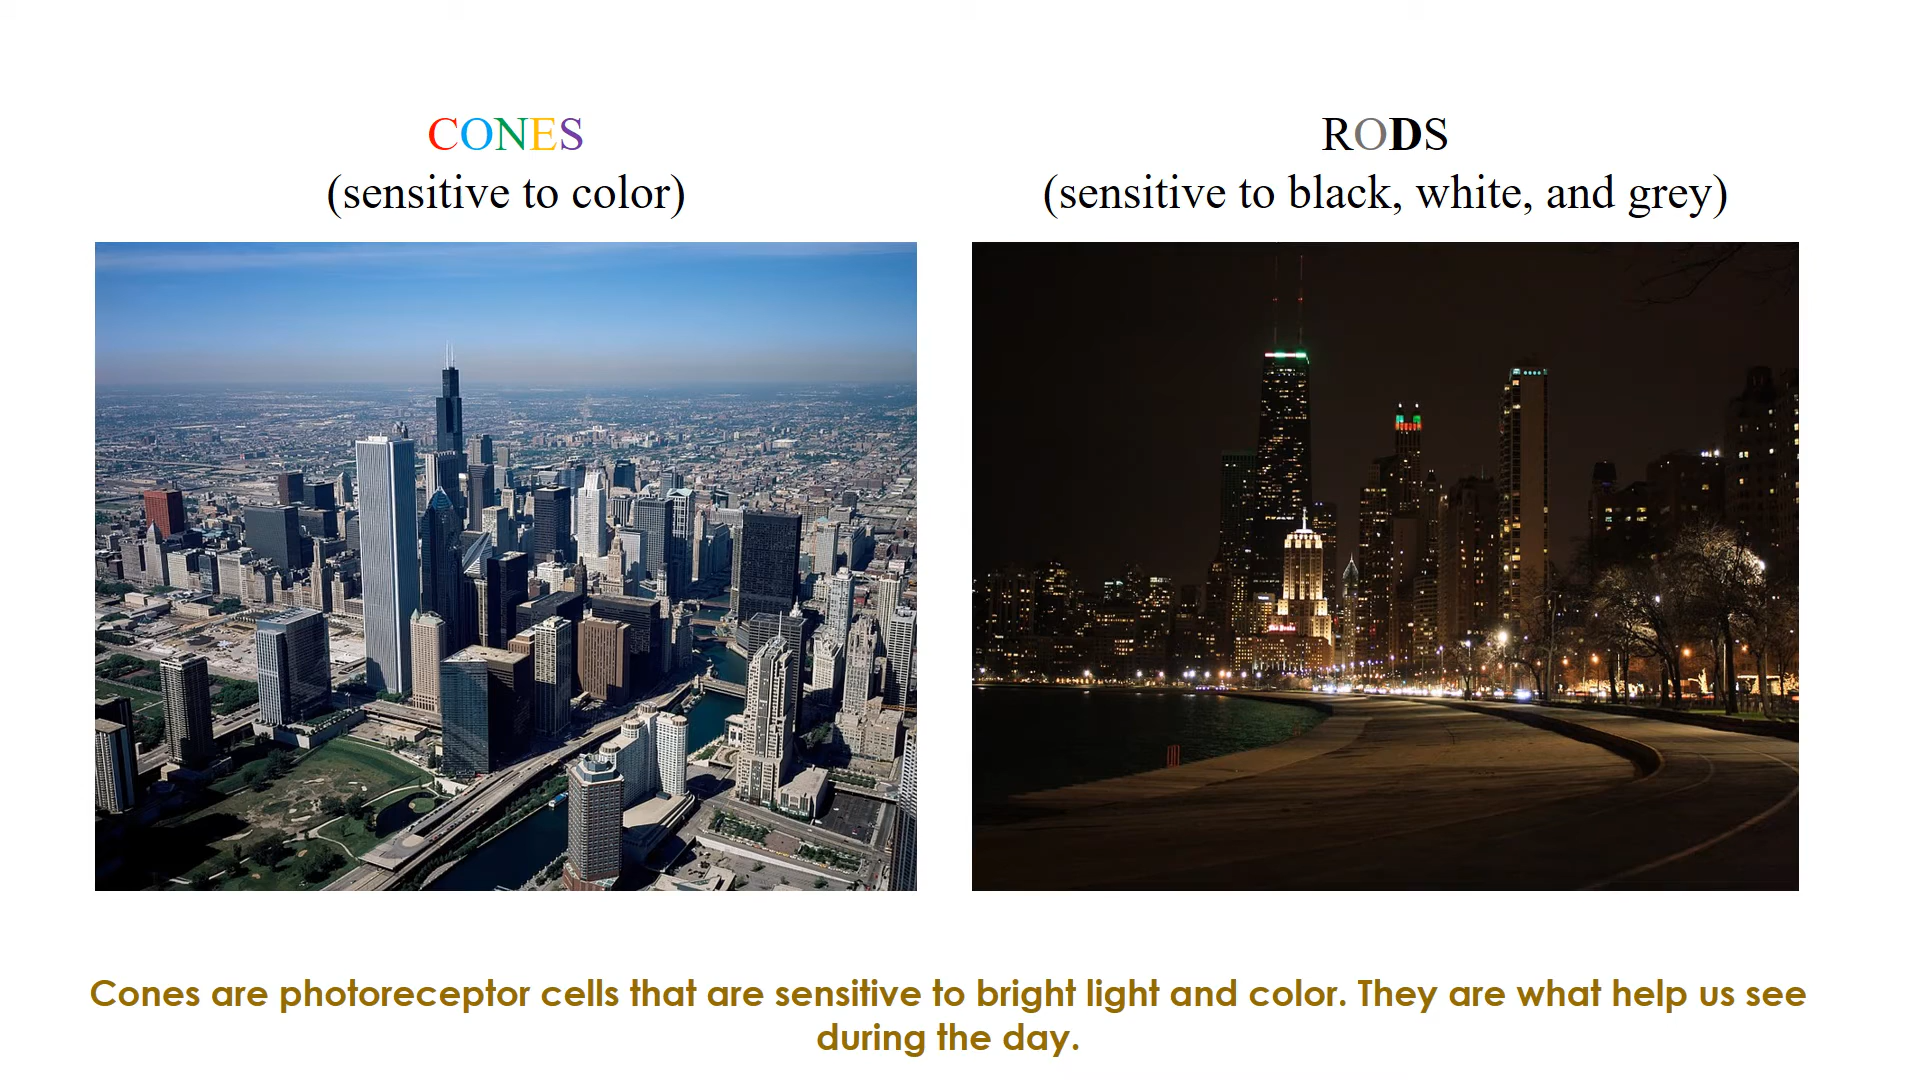 CONES
(sensitive to color)
RODS
(sensitive to black, white, and grey)
Cones are photoreceptor cells that are sensitive to bright light and color. They are what help us see
during the day.